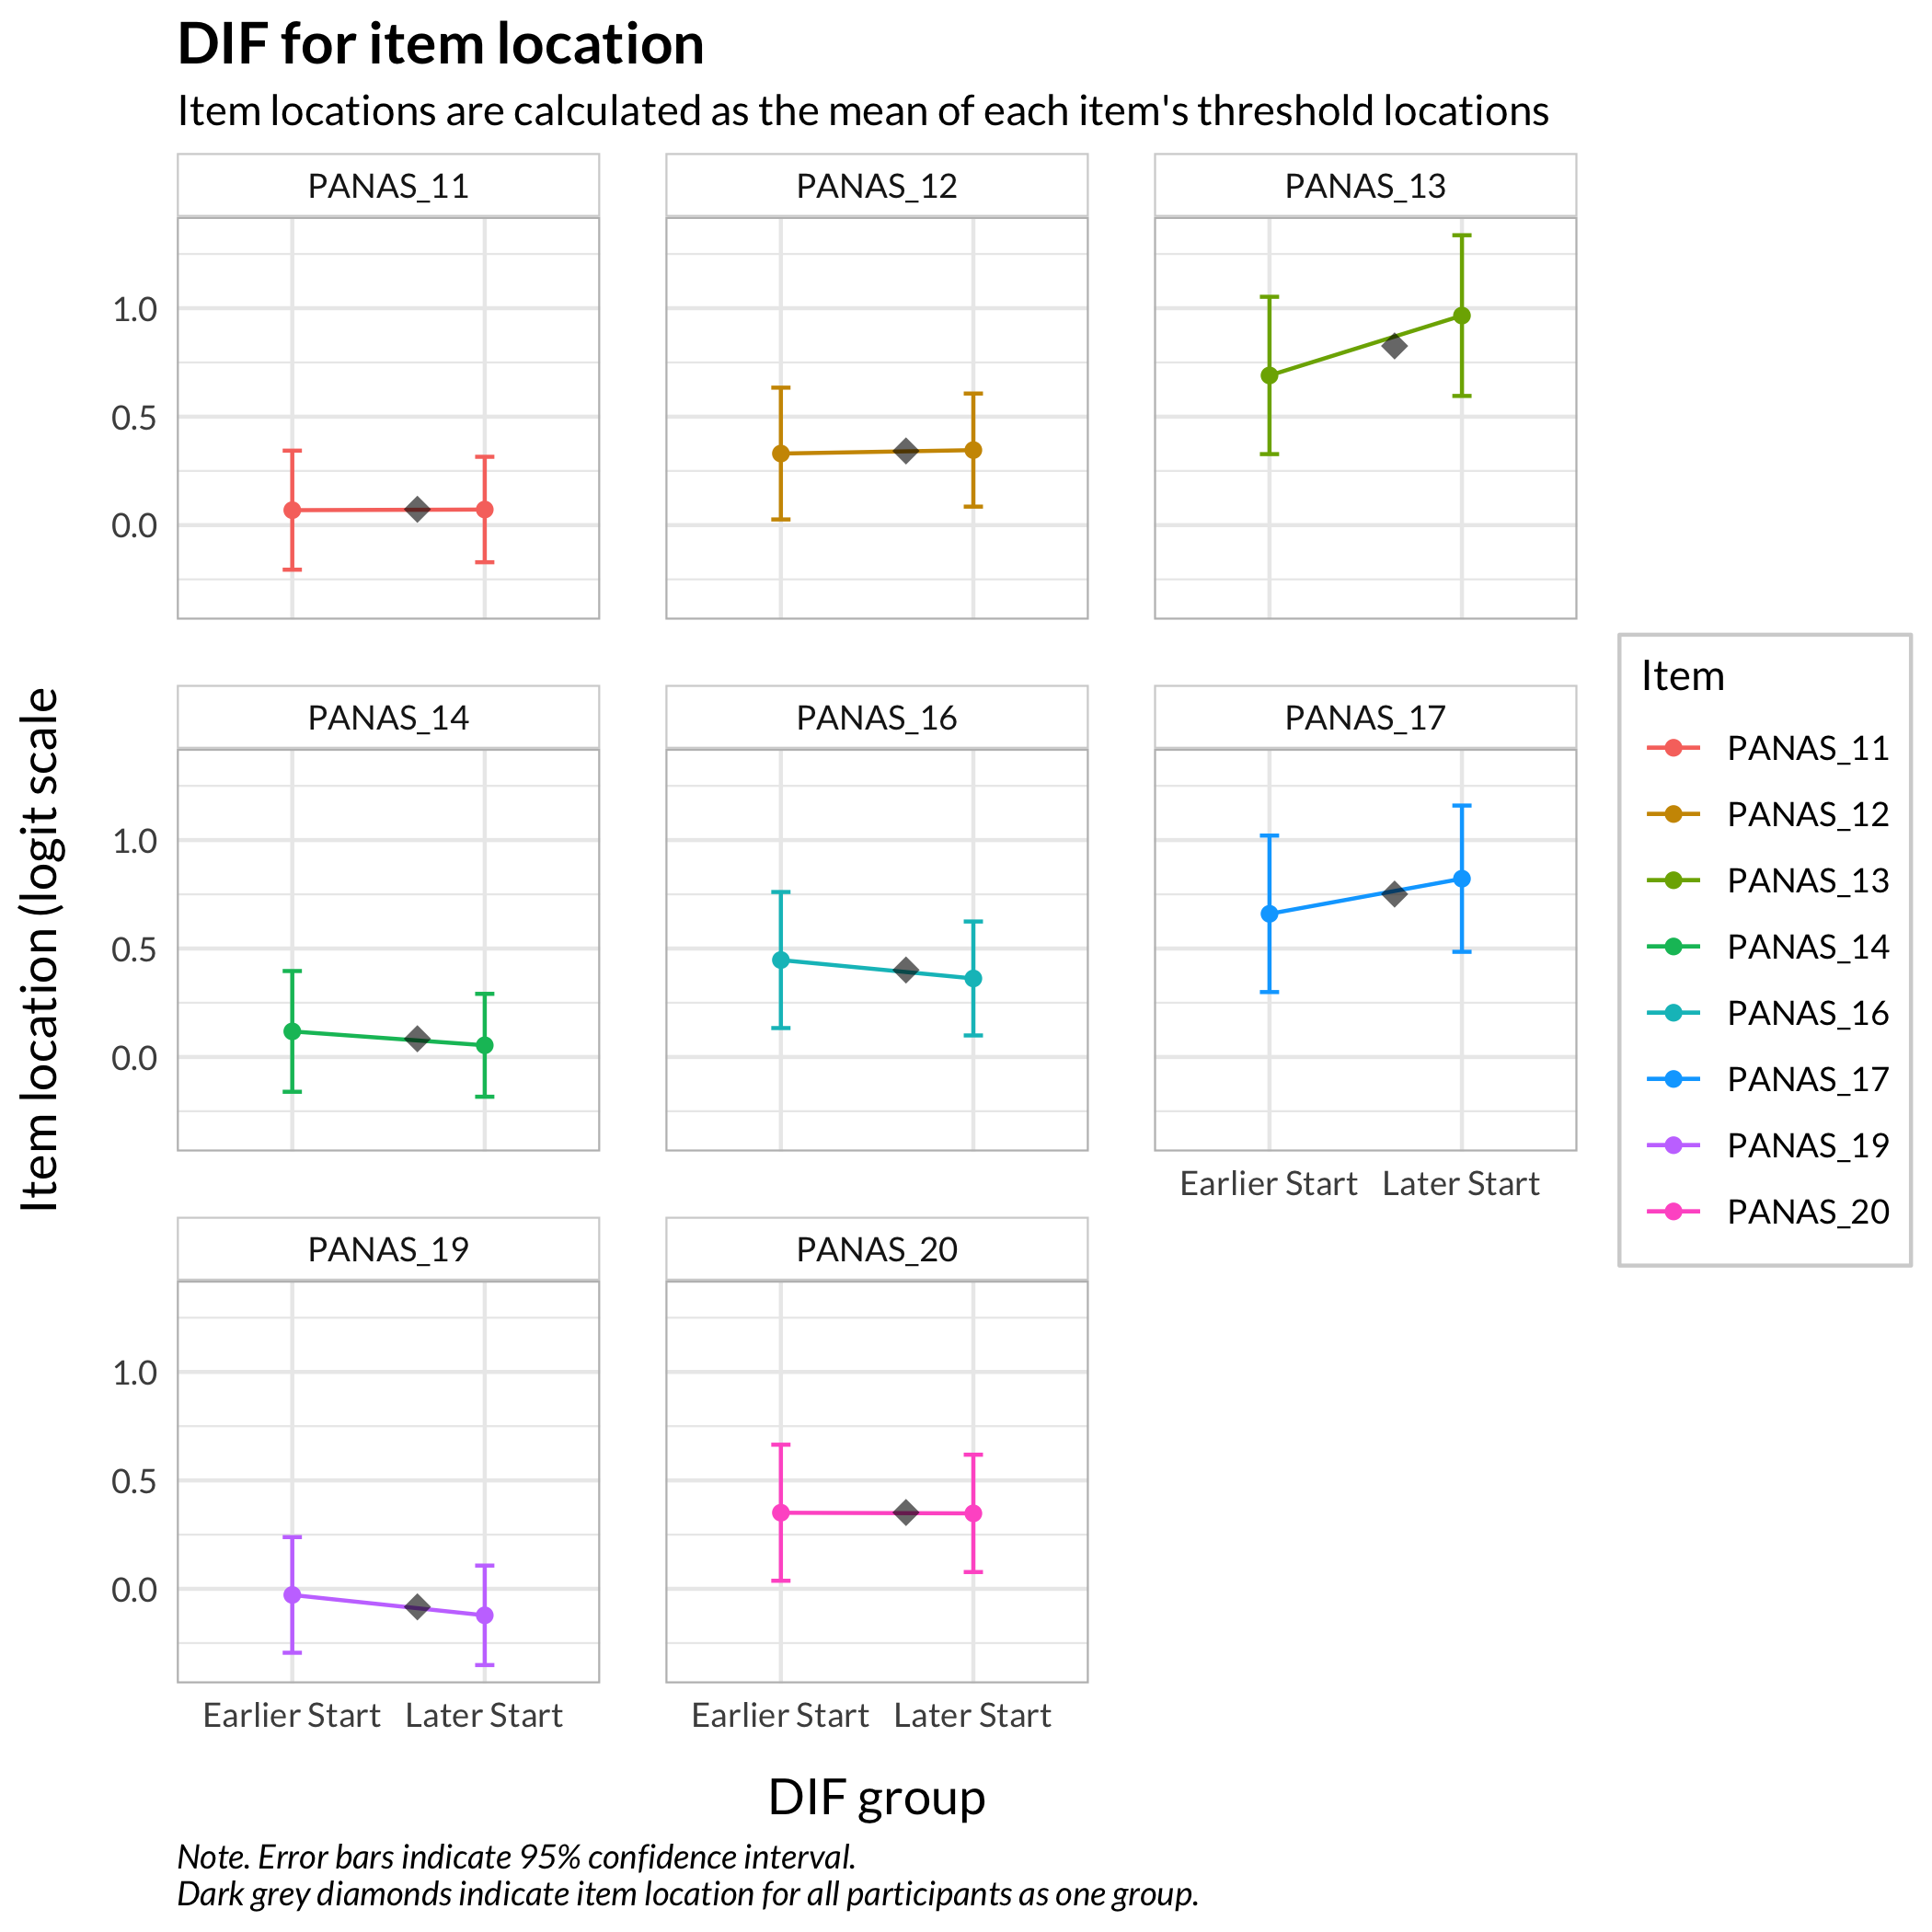 DIF for item location
Item locations are calculated as the mean of each item's threshold locations
PANAS_11
PANAS_12
PANAS_13
1.0
0.5
0.0
PANAS_14
PANAS_16
PANAS_17
1.0
0.5
0.0
Earlier Start
Later Start
PANAS_19
PANAS_20
1.0
0.5
0.0
Earlier Start
Later Start
Earlier Start
Later Start
Item location (logit scale
DIF group
Item
PANAS_11
PANAS_12
PANAS_13
PANAS_14
PANAS_16
PANAS_17
PANAS_19
PANAS_20
Note. Error bars indicate 95% confidence interval.
Dark grey diamonds indicate item location for all participants as one group.